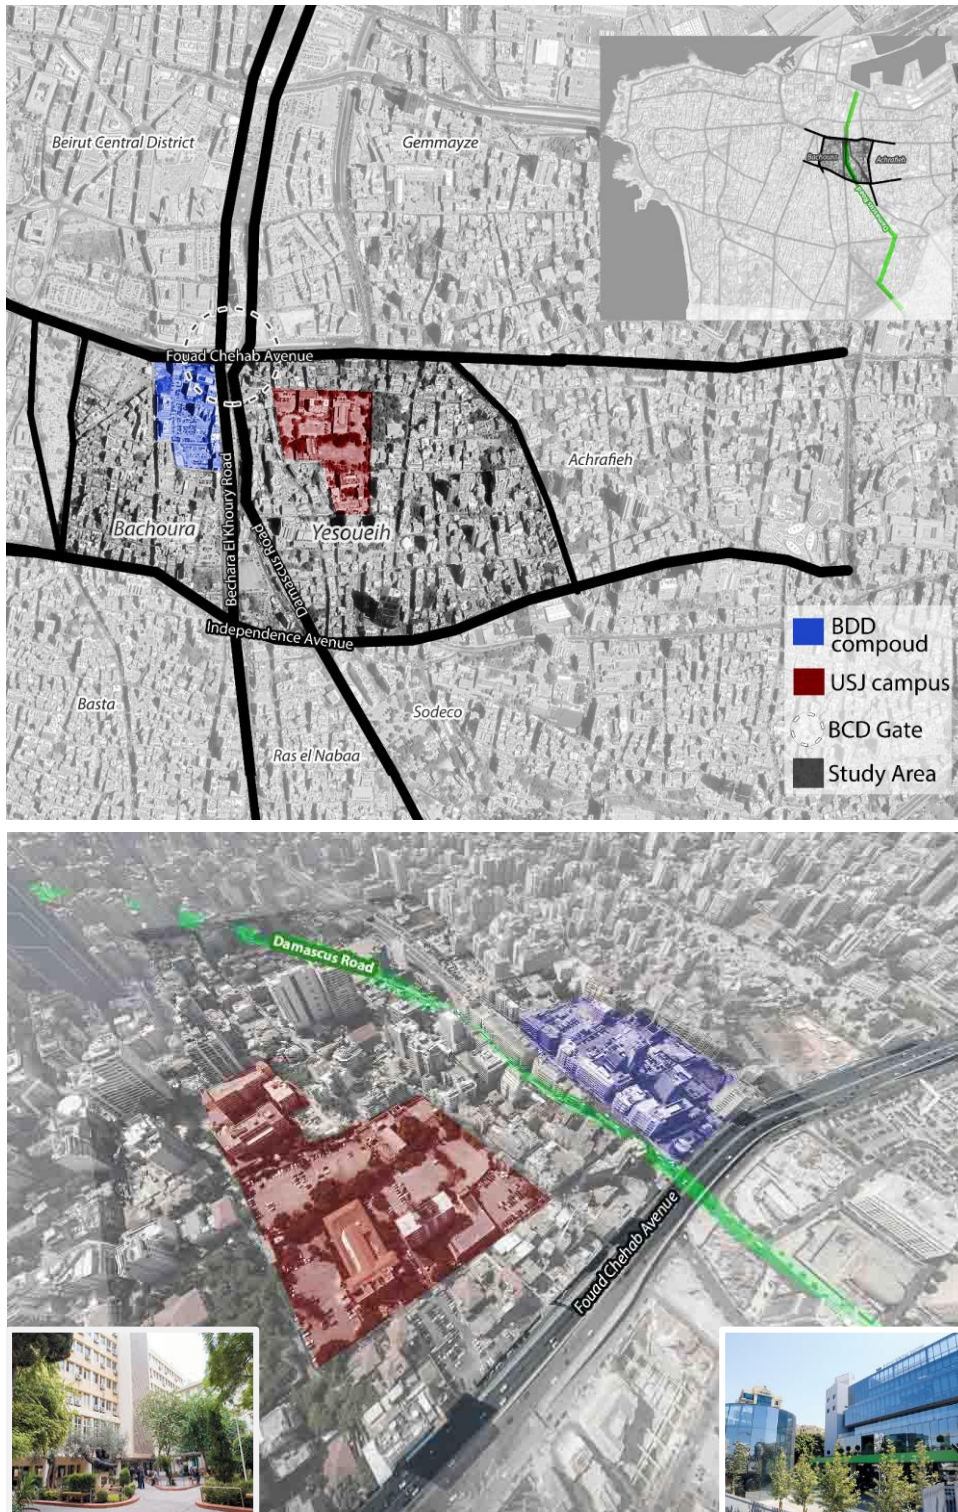 Beirut Central District
Gemmayze
Bachoura
Achrafieh
Damascus Road
Fouad Chehab Avenue
Achrafieh
Bechara El Khoury Road
Bachoura
Yesoueih
Damascus Road
Independence Avenue
Basta
Sodeco
Ras el Nabaa
BDD
compoud
USJ campus
BCD Gate
Study Area
Damascus Road
Fouad Chehab Avenue